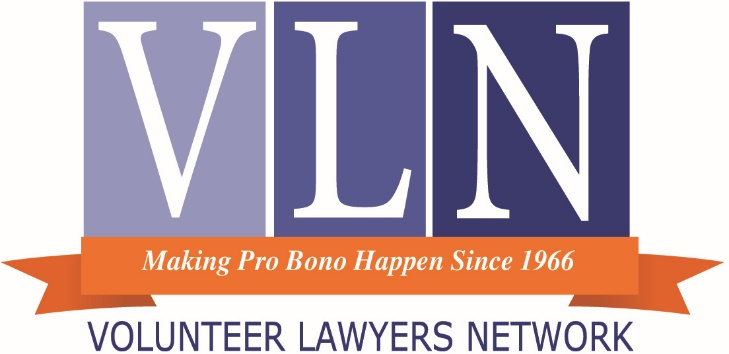 VLN
Making Pro Bono Happen Since 1966
VOLUNTEER LAWYERS NETWORK